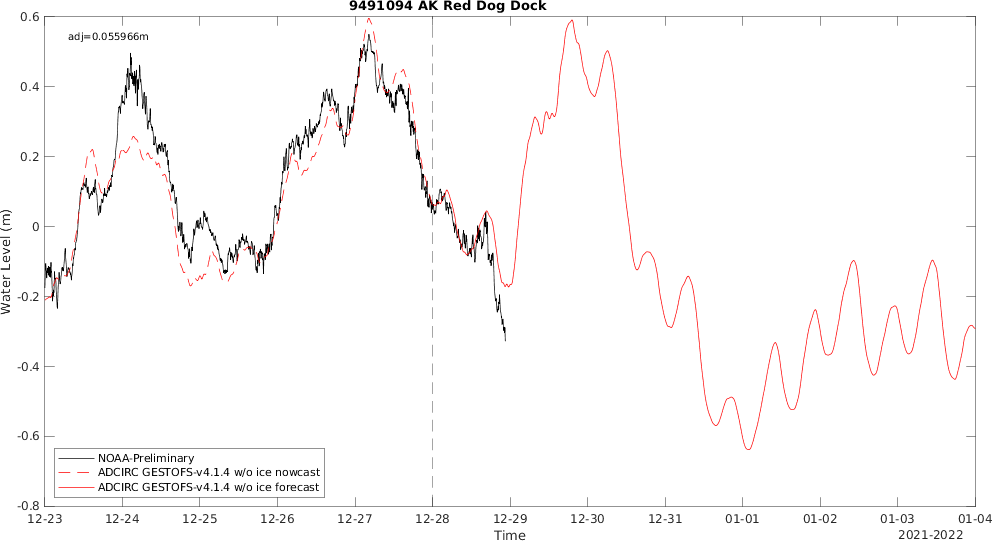 9491094 AK Red Dog Dock
adj=0.055966m
0.6
0.4
0.2
0
-0.2
-0.4
-0.6
-0.8
Water Level (m)
NOAA-Preliminary
ADCIRC GESTOFS-v4.1.4 w/o ice nowcast
ADCIRC GESTOFS-v4.1.4 w/o ice forecast
12-23 12-24 12-25 12-26 12-27 12-28 12-29 12-30 12-31 01-01 01-02 01-03 01-04
Time
2021-2022